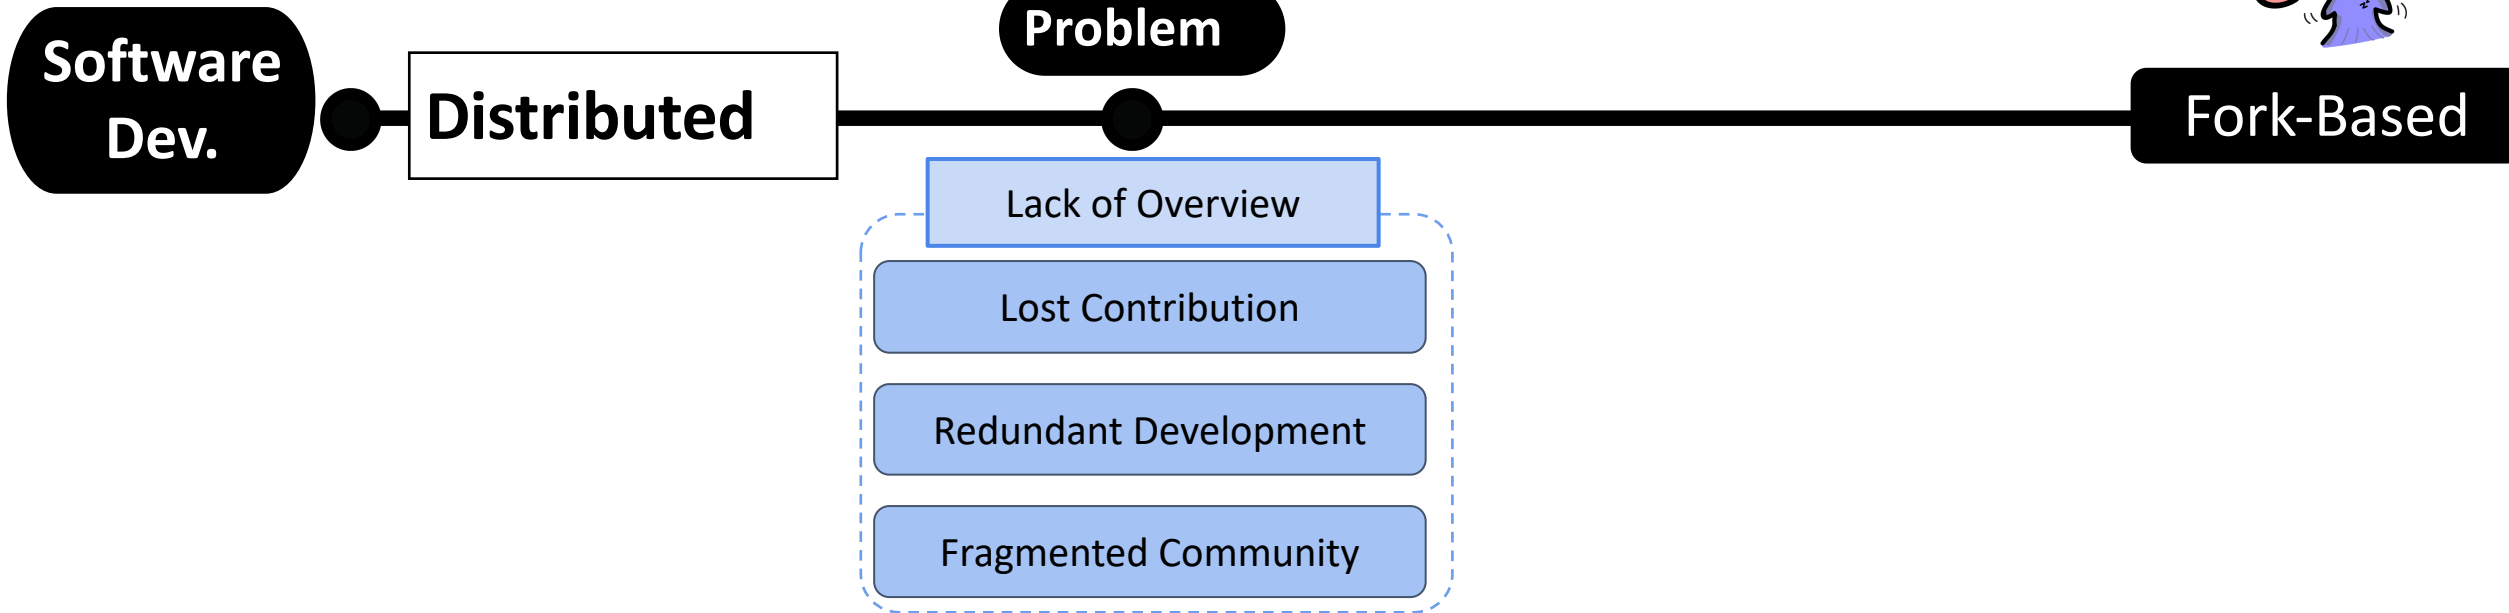 Software
Dev.
Distributed
Problem
Fork-Based
Lack of Overview
Lost Contribution
Redundant Development
Fragmented Community